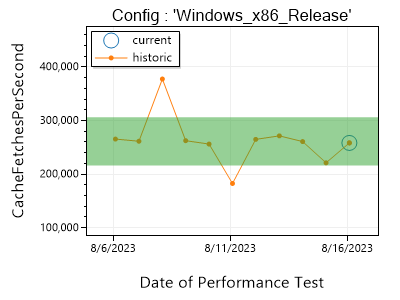 Config : 'Windows_x86_Release'
current
historic
CacheFetchesPerSecond
400,000
300,000
200,000
100,000
8/6/2023
8/11/2023
8/16/2023
Date of Performance Test